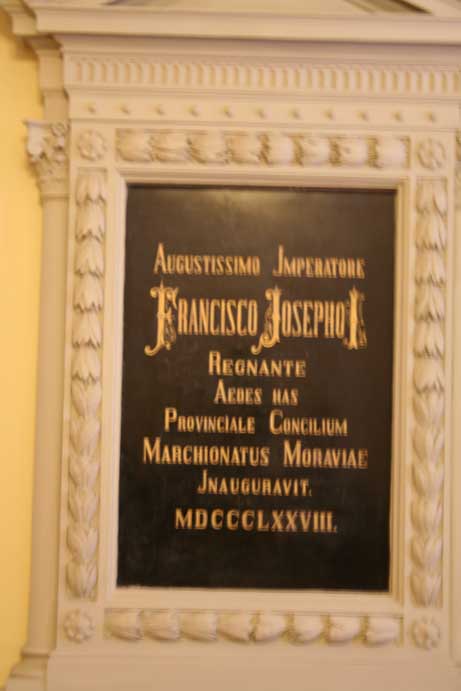 AUGUSTISSIMO JMPERATORE
FRANCISCO JOSEPHO I
REGNANTE
AEDES HAS
PROVINCIALE CONCILIUM
MARCHIONATUS MORAVIAE
JNAUGURAVIT.
MDCCCLXXVIII.